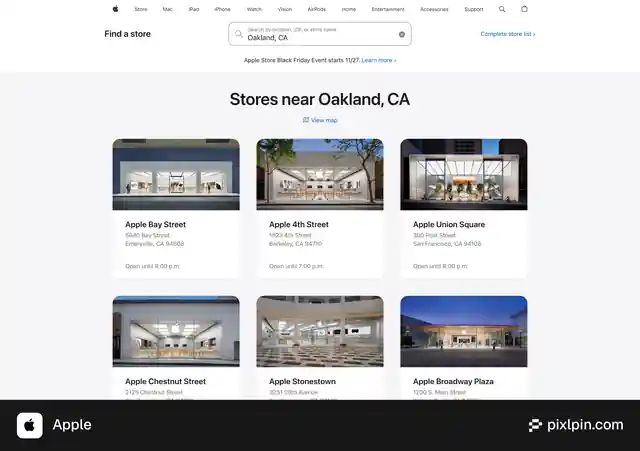 Store Mac iPad iPhone Watch Vision AirPods Home Entertainment Accessories Support
Find a store
Search by location, ZIP, or store name
Oakland, CA
Complete store list ›
Apple Store Black Friday Event starts 11/27. Learn more ›
Stores near Oakland, CA
View map
Apple Bay Street
5640 Bay Street
Emeryville, CA 94608
Open until 8:00 p.m.
Apple 4th Street
1823 4th Street
Berkeley, CA 94710
Open until 7:00 p.m.
Apple Union Square
300 Post Street
San Francisco, CA 94108
Open until 8:00 p.m.
Apple Chestnut Street
2125 Chestnut Street
Apple Stonestown
3251 20th Avenue
Apple Broadway Plaza
1200 S. Main Street
Apple
pixlpin.com